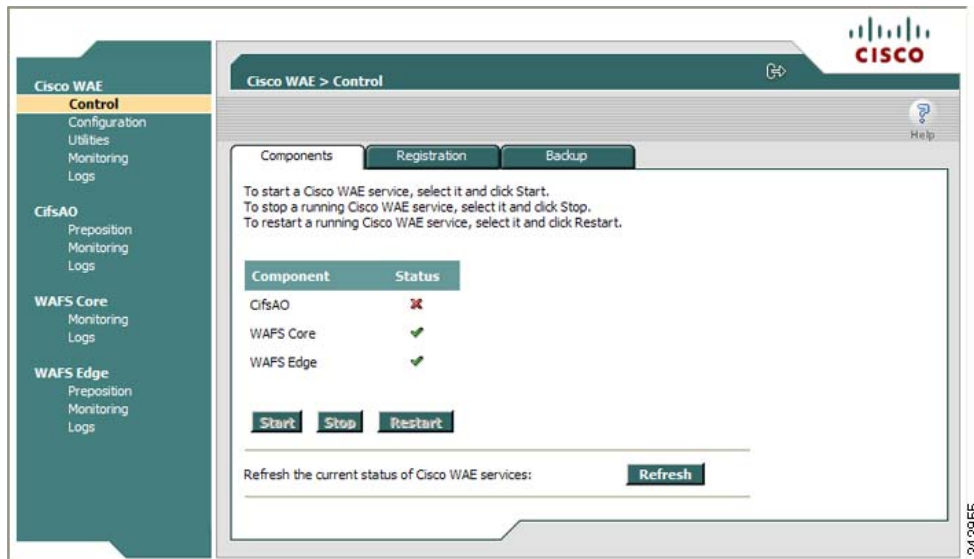 CISCO
Cisco WAE
Control
Configuration
Utilities
Monitoring
Logs
CifsAO
Preposition
Monitoring
Logs
WAFS Core
Monitoring
Logs
WAFS Edge
Preposition
Monitoring
Logs
Cisco WAE > Control
Help
Components Registration Backup
To start a Cisco WAE service, select it and click Start.
To stop a running Cisco WAE service, select it and click Stop.
To restart a running Cisco WAE service, select it and click Restart.
Component Status
CifsAO
WAFS Core
WAFS Edge
Start Stop Restart
Refresh the current status of Cisco WAE services: Refresh